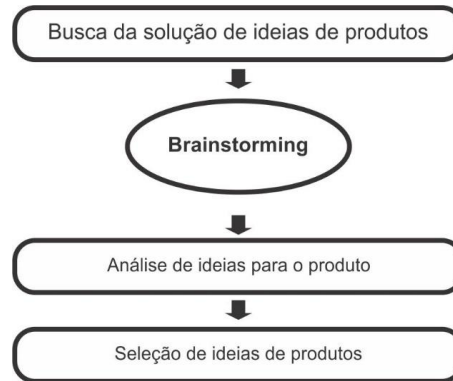 Busca da solução de ideias de produtos
Brainstorming
Análise de ideias para o produto
Seleção de ideias de produtos